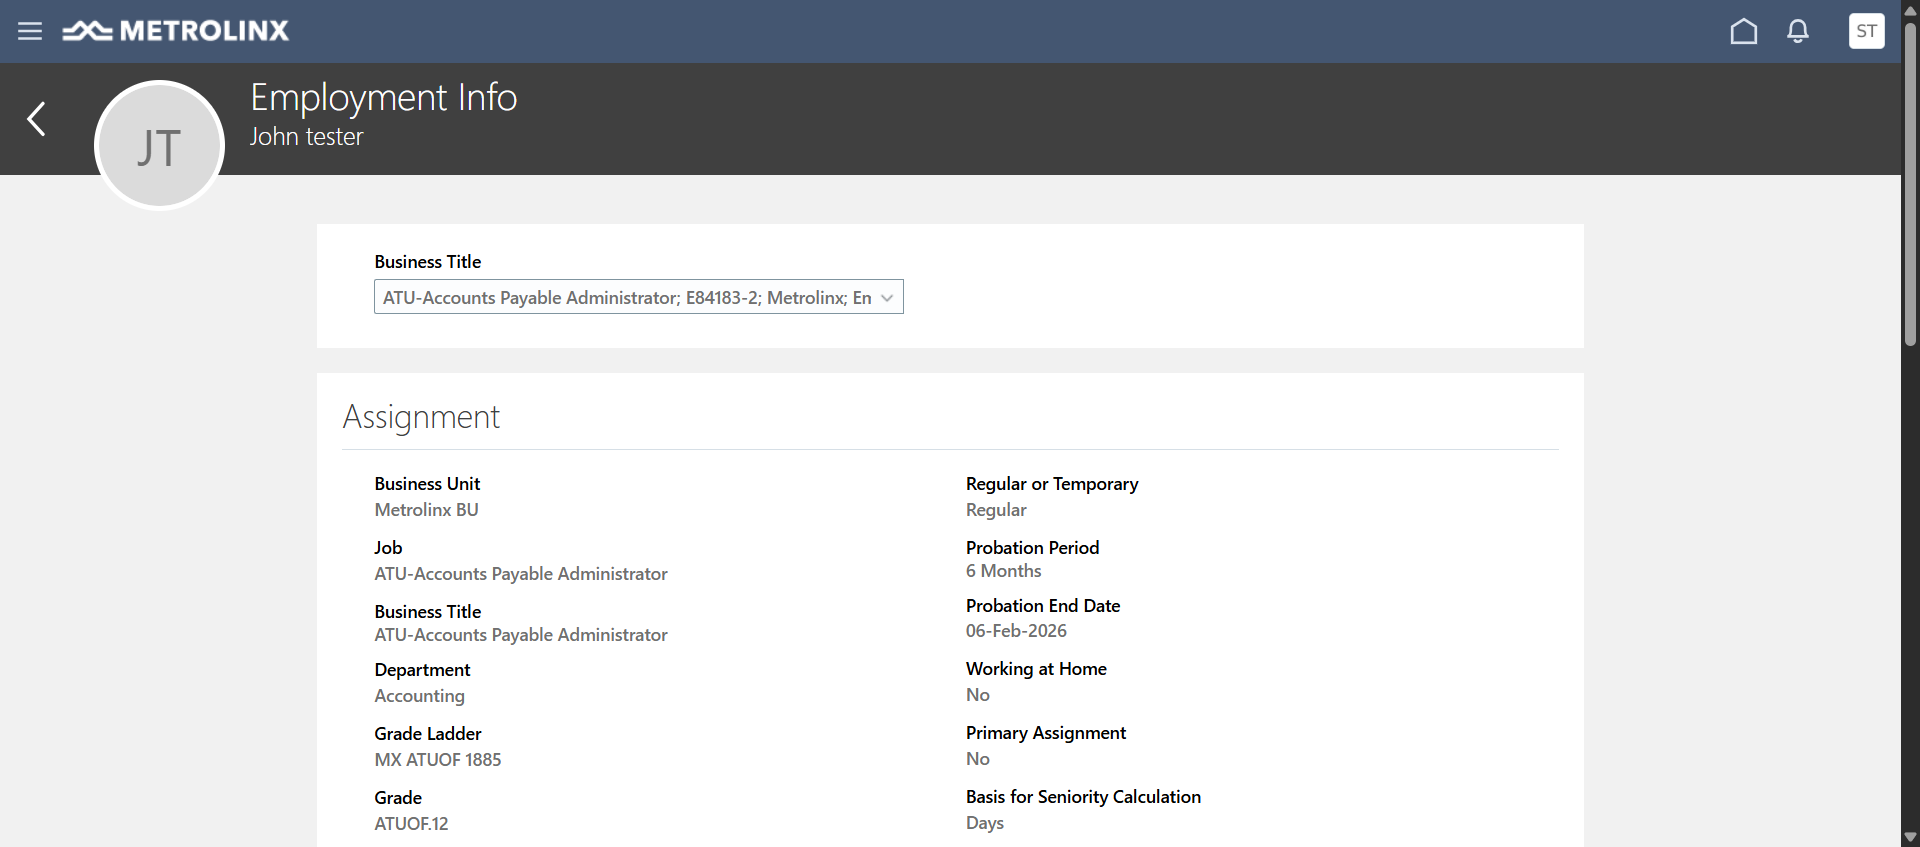 METROLINX
ST
JT
Employment Info
John tester
Business Title
ATU-Accounts Payable Administrator; E84183-2; Metrolinx; En
Assignment
Business Unit
Metrolinx BU
Job
ATU-Accounts Payable Administrator
Business Title
ATU-Accounts Payable Administrator
Department
Accounting
Grade Ladder
MX ATUOF 1885
Grade
ATUOF.12
Regular or Temporary
Regular
Probation Period
6 Months
Probation End Date
06-Feb-2026
Working at Home
No
Primary Assignment
No
Basis for Seniority Calculation
Days